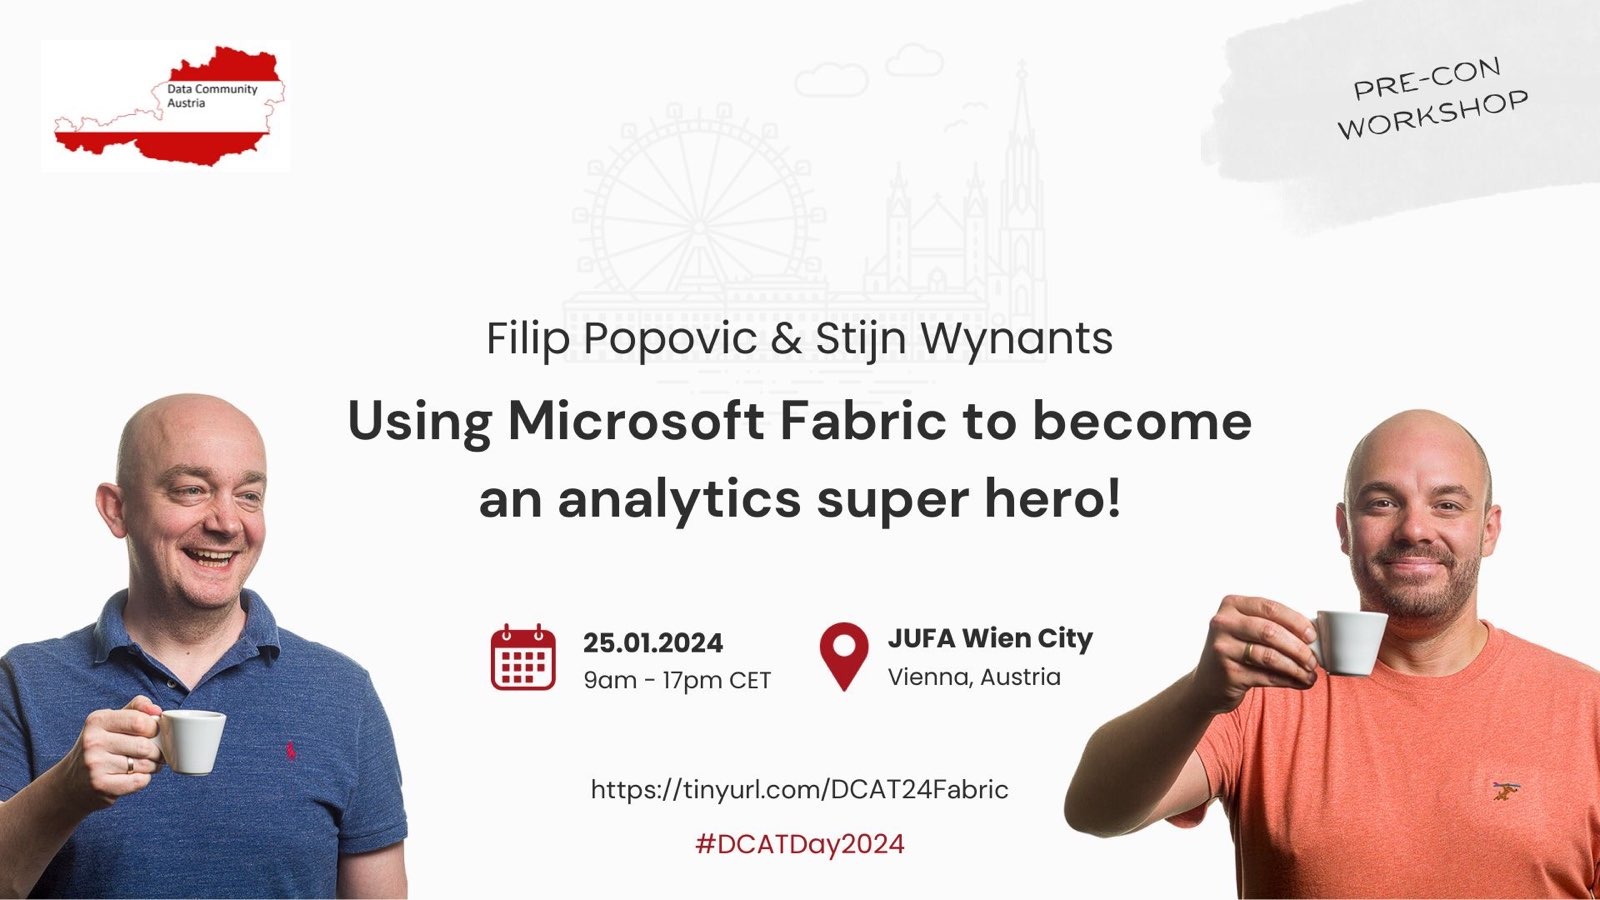 Data Community
Austria
PRE-CON
WORKSHOP
Filip Popovic & Stijn Wynants
Using Microsoft Fabric to become
an analytics super hero!
25.01.2024
9am - 17pm CET
JUFA Wien City
Vienna, Austria
https://tinyurl.com/DCAT24Fabric
#DCATDay2024